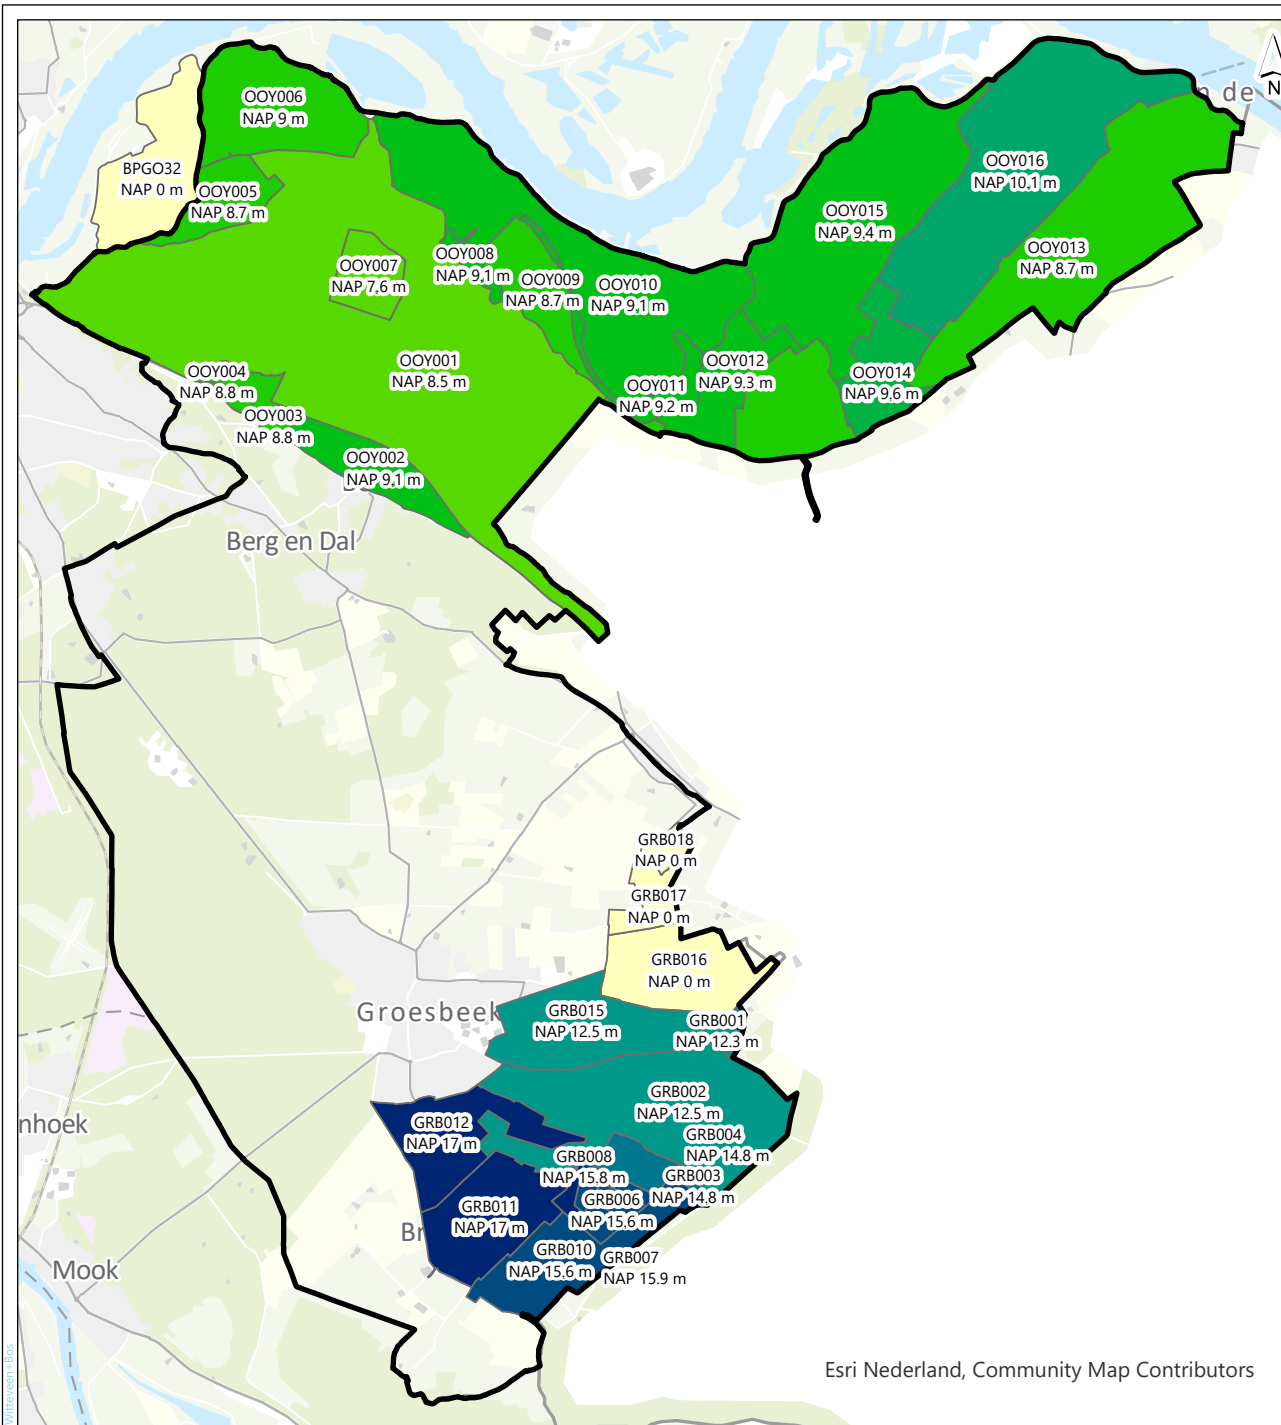 N
n de
OOY006
NAP 9 m
BPGO32
NAP 0 m
OOY005
NAP 8.7 m
OOY016
NAP 10.1 m
OOY015
NAP 9.4 m
OOY013
NAP 8.7 m
OOY007
NAP 7.6 m
OOY008
NAP 9.1 m
OOY009
NAP 8.7 m
OOY010
NAP 9.1 m
OOY001
NAP 8.5 m
OOY004
NAP 8.8 m
OOY003
NAP 8.8 m
OOY002
NAP 9.1 m
OOY011
NAP 9.2 m
OOY012
NAP 9.3 m
OOY014
NAP 9.6 m
Berg en Dal
GRB018
NAP 0 m
GRB017
NAP 0 m
GRB016
NAP 0 m
Groesbeek
GRB015
NAP 12.5 m
GRB001
NAP 12.3 m
GRB002
NAP 12.5 m
GRB004
NAP 14.8 m
nhoek
GRB012
NAP 17 m
GRB008
NAP 15.8 m
GRB003
NAP 14.8 m
GRB006
NAP 15.6 m
GRB011
NAP 17 m
Br
GRB010
NAP 15.6 m
GRB007
NAP 15.9 m
Mook
Esri Nederland, Community Map Contributors
Witteveen+Bos